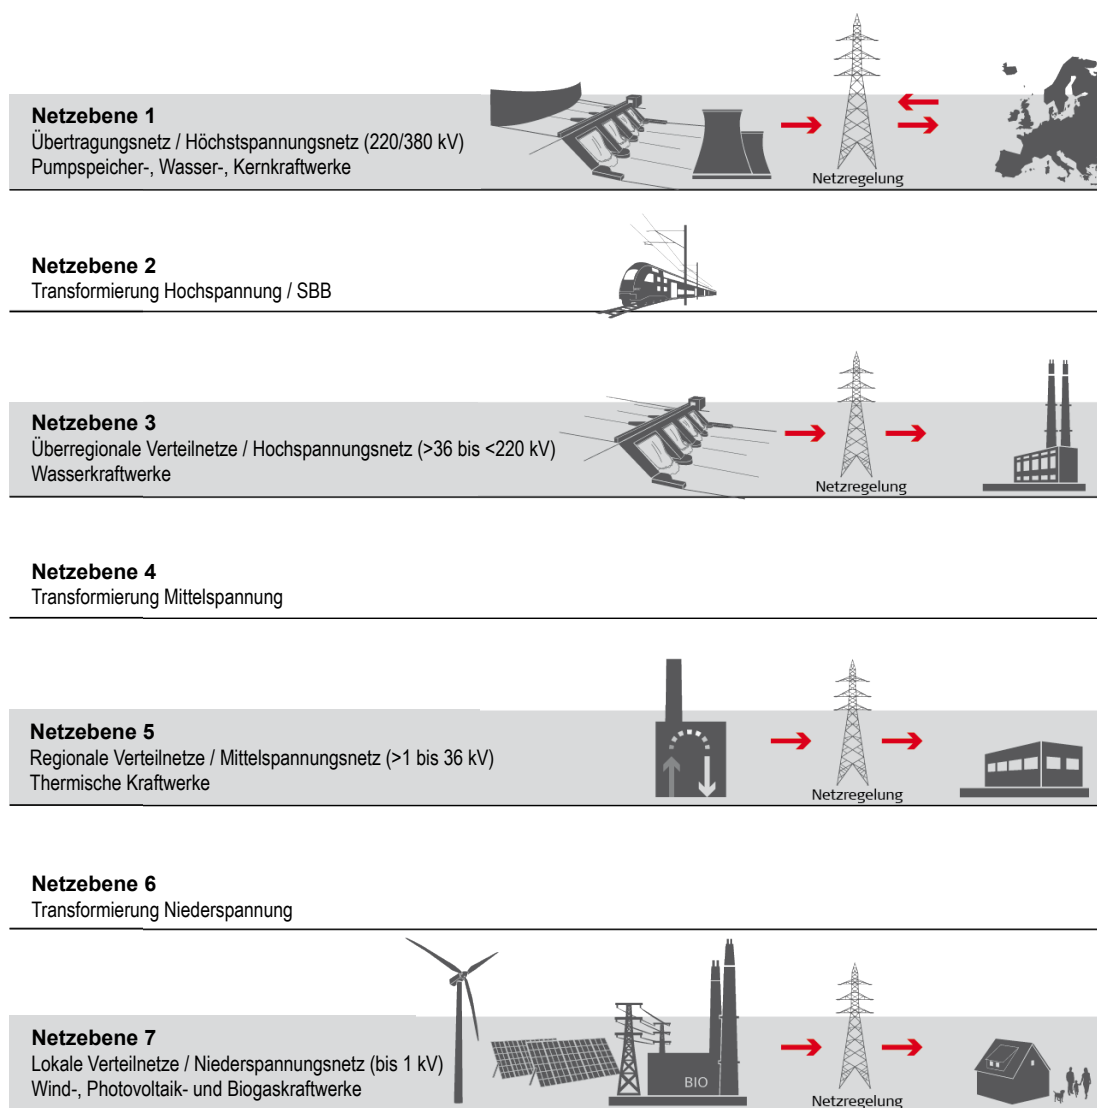 Netzebene 1
Übertragungsnetz / Höchstspannungsnetz (220/380 kV)
Pumpspeicher-, Wasser-, Kernkraftwerke
Netzregelung
Netzebene 2
Transformierung Hochspannung / SBB
Netzebene 3
Überregionale Verteilnetze / Hochspannungsnetz (>36 bis <220 kV)
Wasserkraftwerke
Netzregelung
Netzebene 4
Transformierung Mittelspannung
Netzebene 5
Regionale Verteilnetze / Mittelspannungsnetz (>1 bis 36 kV)
Thermische Kraftwerke
Netzregelung
Netzebene 6
Transformierung Niederspannung
Netzebene 7
Lokale Verteilnetze / Niederspannungsnetz (bis 1 kV)
Wind-, Photovoltaik- und Biogaskraftwerke
BIO
Netzregelung